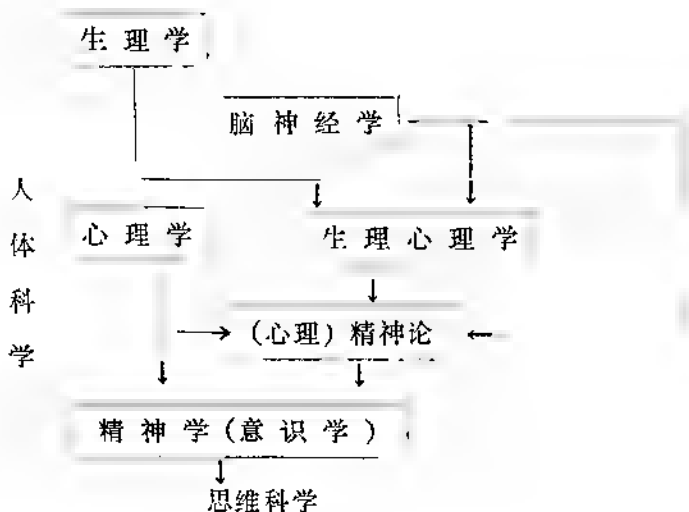 生理学
脑神经学
人体科学
心理学
生理心理学
(心理)精神论
精神学(意识学)
思维科学